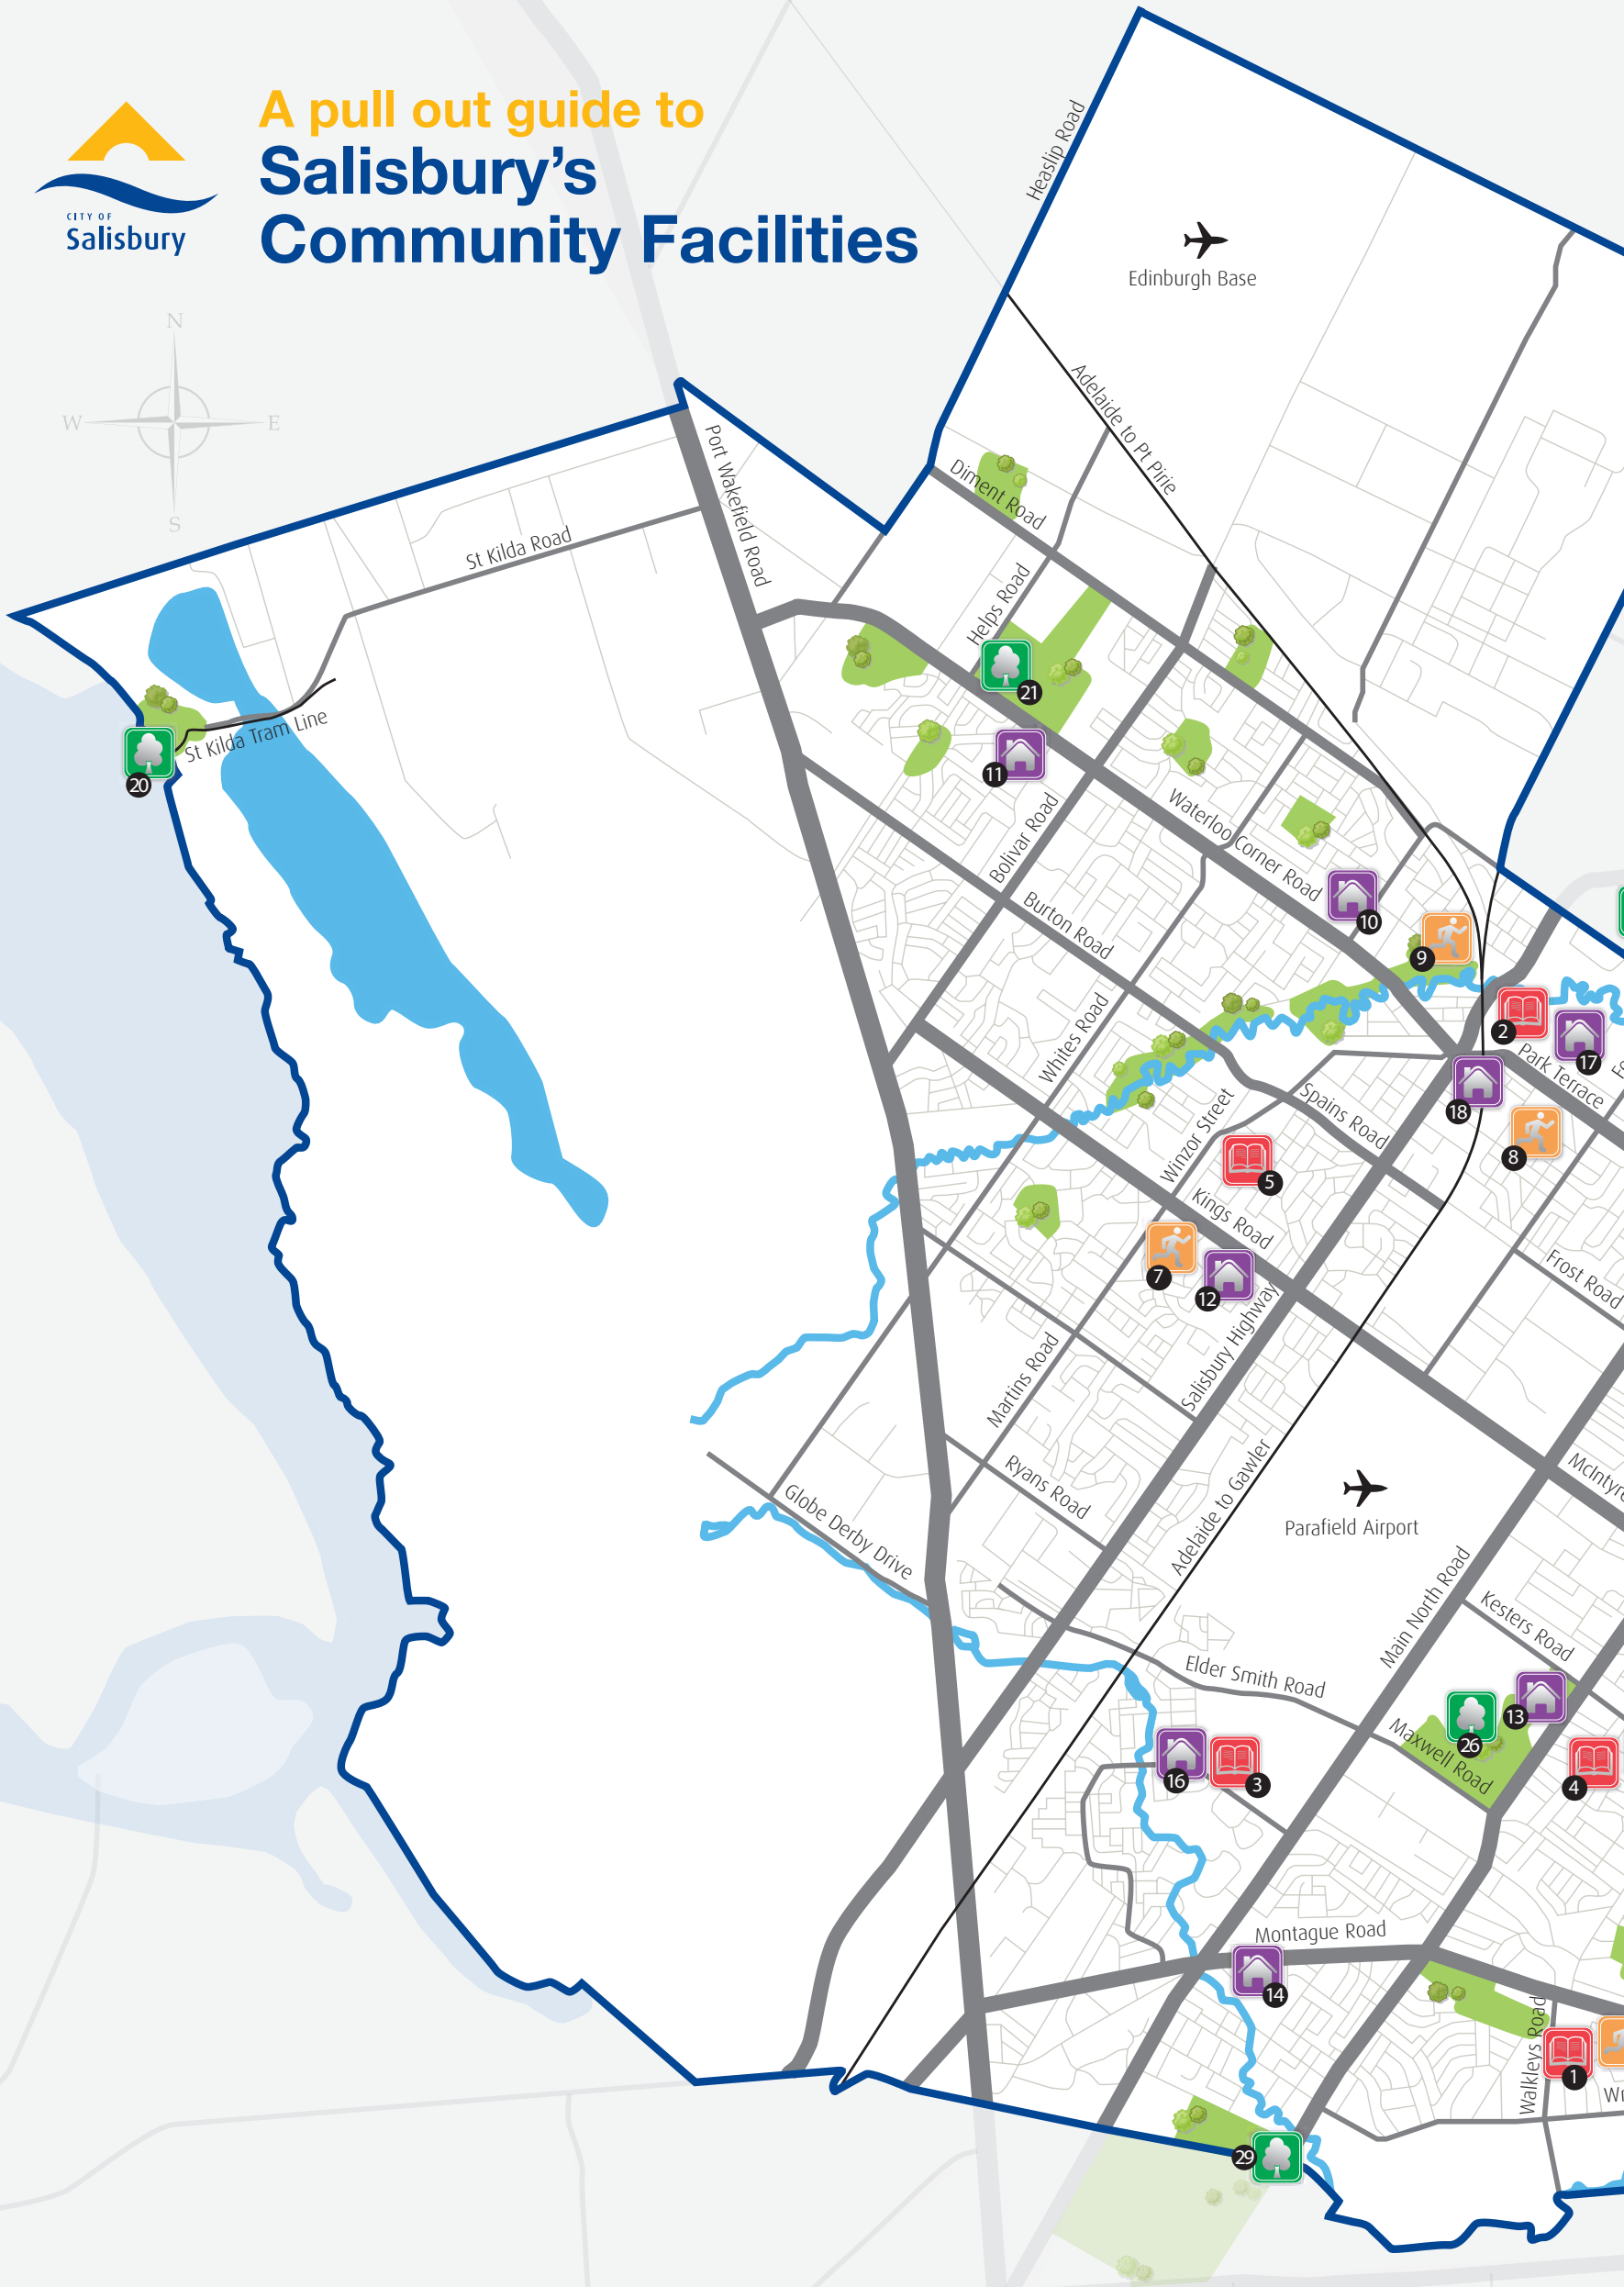 A pull out guide to
Salisbury's
Community Facilities
CITY OF
Salisbury
N
W
E
S
Heaslip Road
Edinburgh Base
Adelaide to Pt Pirie
Port Wakefield Road
Diment Road
St Kilda Road
Helps Road
21
St Kilda Tram Line
20
11
Waterloo Corner Road
Bolivar Road
10
Burton Road
9
2
Park Terrace
17
Whites Road
18
Spains Road
8
Winzor Street
5
Kings Road
7
12
Frost Road
Salisbury Highway
Martins Road
Adelaide to Gawler
Ryans Road
McIntyre
Globe Derby Drive
Parafield Airport
Main North Road
Kesters Road
Elder Smith Road
13
26
Maxwell Road
16
3
4
Montague Road
14
Walkleys Road
1
29